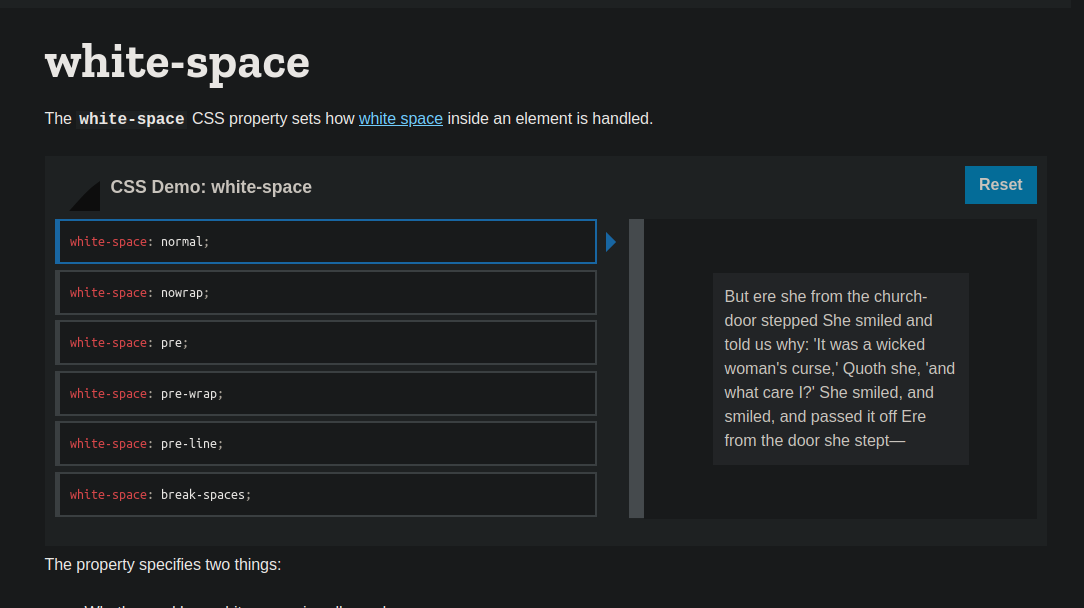 white-space
The white-space CSS property sets how white space inside an element is handled.
CSS Demo: white-space
Reset
white-space: normal;
white-space: nowrap;
white-space: pre;
white-space: pre-wrap;
white-space: pre-line;
white-space: break-spaces;
But ere she from the church-
door stepped She smiled and
told us why: 'It was a wicked
woman's curse,' Quoth she, 'and
what care I?' She smiled, and
smiled, and passed it off Ere
from the door she stept—
The property specifies two things: